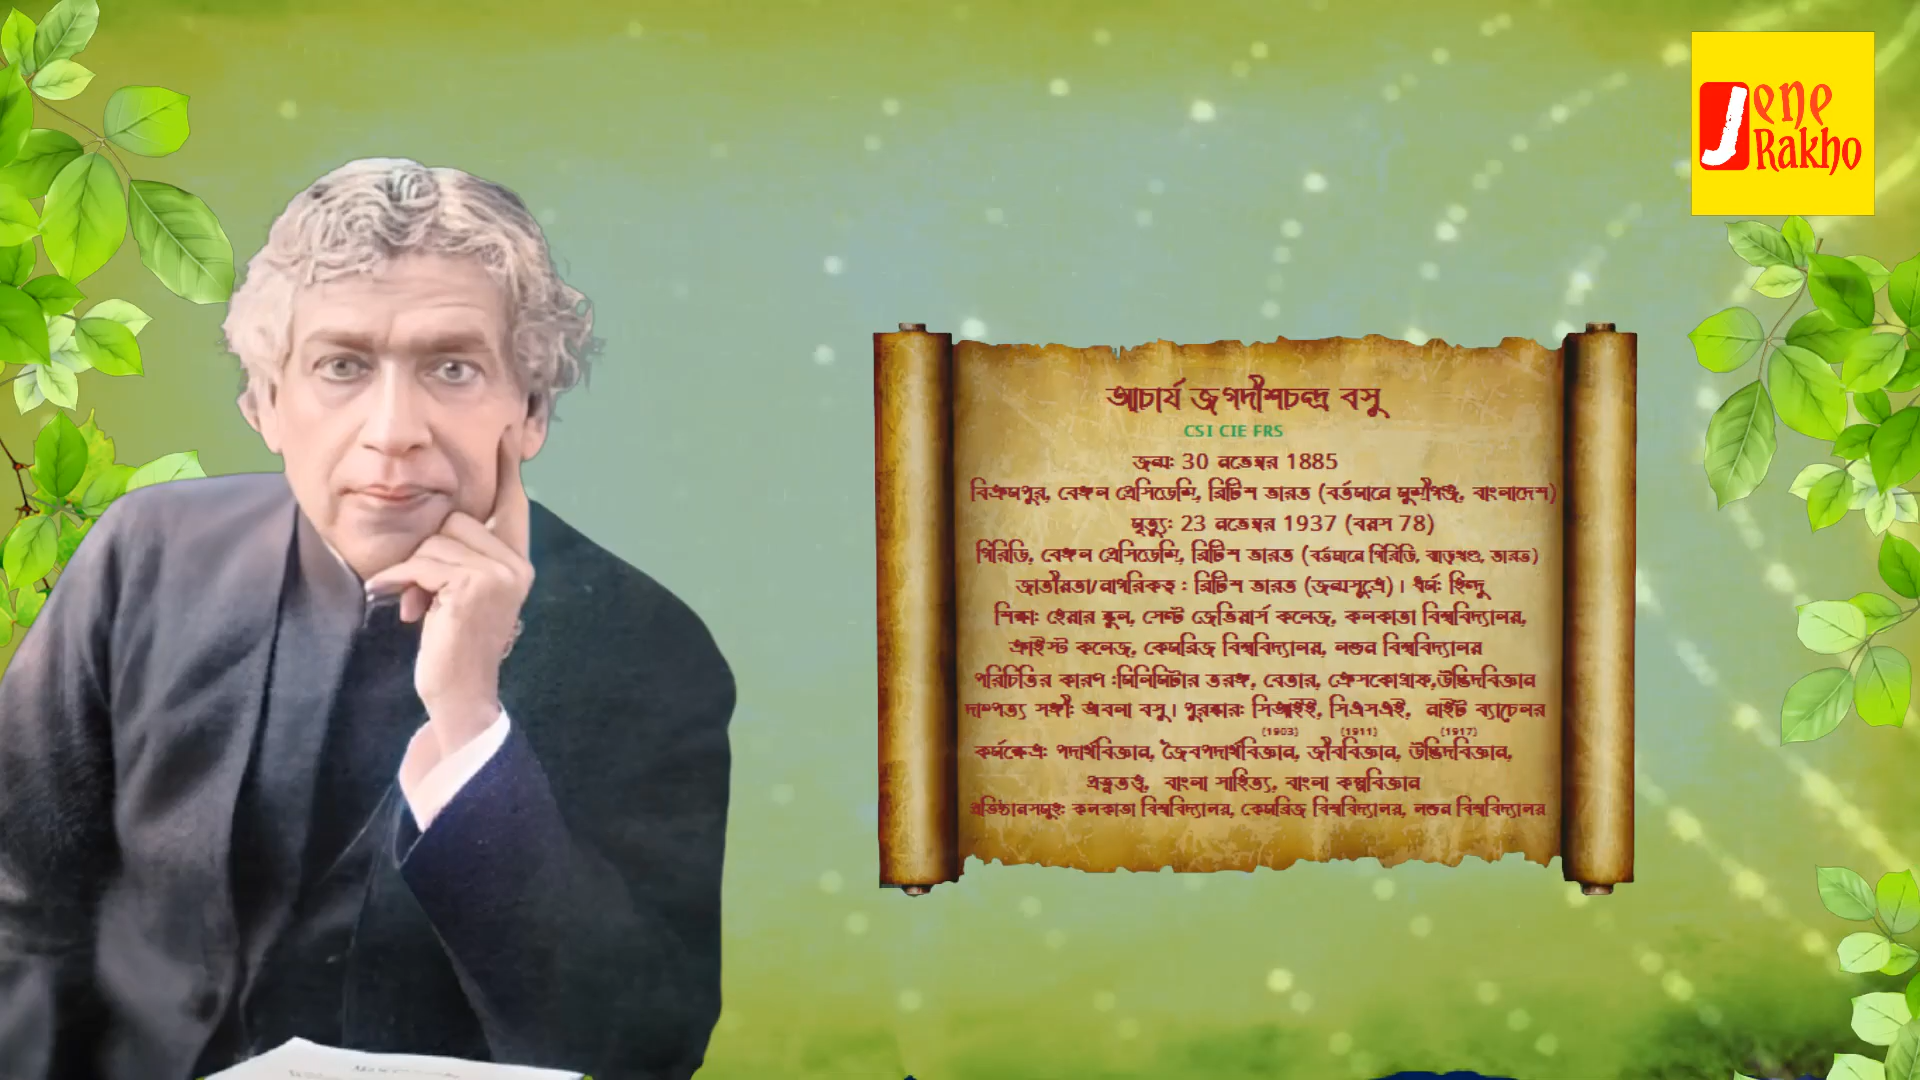 Jene
Rakho
আচার্য জগদীশচন্দ্র বসু
CSI CIE FRS
জন্ম: 30 নভেম্বর 1885
বিক্রমপুর, বেঙ্গল প্রেসিডেন্সি, ব্রিটিশ ভারত (বর্তমানে মুন্সীগঞ্জ, বাংলাদেশ)
মৃত্যু: 23 নভেম্বর 1937 (বয়স 78)
গিরিডি, বেঙ্গল প্রেসিডেন্সি, ব্রিটিশ ভারত (বর্তমানে গিরিডি, ঝাড়খণ্ড, ভারত)
জাতীয়তা/নাগরিকত্ব : ব্রিটিশ ভারত (জন্মসূত্রে)। ধর্ম: হিন্দু
শিক্ষা: হেয়ার স্কুল, সেন্ট জেভিয়ার্স কলেজ, কলকাতা বিশ্ববিদ্যালয়,
ক্রাইস্ট কলেজ, কেমব্রিজ বিশ্ববিদ্যালয়, লন্ডন বিশ্ববিদ্যালয়
পরিচিতির কারণ :মিলিমিটার তরঙ্গ, বেতার, ক্রেসকোগ্রাফ,উদ্ভিদবিজ্ঞান
দাম্পত্য সঙ্গী: অবলা বসু। পুরস্কার: সিআইই, সিএসএই, নাইট ব্যাচেলর
(1903) (1911) (1917)
কর্মক্ষেত্র: পদার্থবিজ্ঞান, জৈবপদার্থবিজ্ঞান, জীববিজ্ঞান, উদ্ভিদবিজ্ঞান,
প্রত্নতত্ত্ব, বাংলা সাহিত্য, বাংলা কল্পবিজ্ঞান
প্রতিষ্ঠানসমূহ: কলকাতা বিশ্ববিদ্যালয়, কেমব্রিজ বিশ্ববিদ্যালয়, লন্ডন বিশ্ববিদ্যালয়